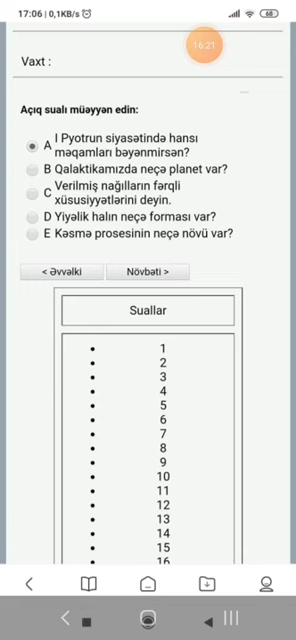 17:06 | 0,1KB/s
68
16:21
Vaxt :
Açıq sualı müəyyən edin:
A I Pyotrun siyasətində hansı
məqamları bəyənmirsən?
B Qalaktikamızda neçə planet var?
C Verilmiş nağılların fərqli
xüsusiyyətlərini deyin.
D Yiyəlik halın neçə forması var?
E Kəsmə prosesinin neçə növü var?
< Əvvəlki
Növbəti >
Suallar
1
2
3
4
5
6
7
8
9
10
11
12
13
14
15
16